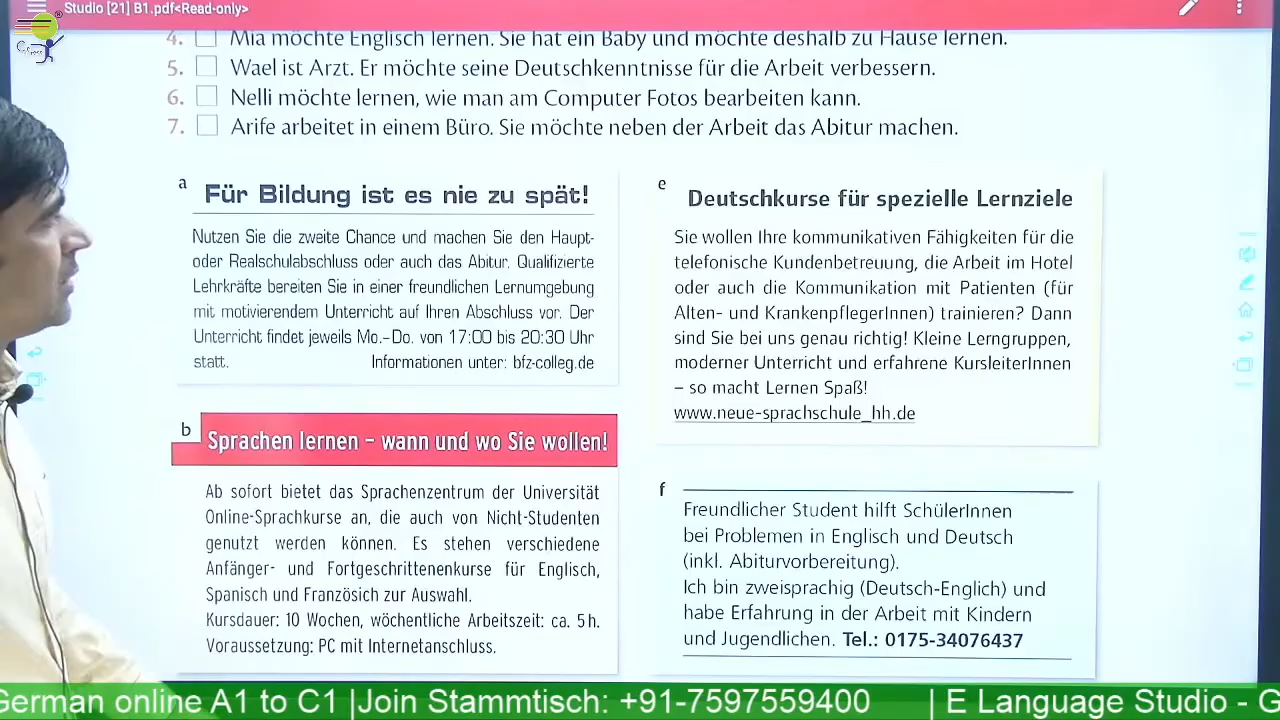 Studio [21] B1.pdf<Read-only>
4. Mia möchte Englisch lernen. Sie hat ein Baby und möchte deshalb zu Hause lernen.
5. Wael ist Arzt. Er möchte seine Deutschkenntnisse für die Arbeit verbessern.
6. Nelli möchte lernen, wie man am Computer Fotos bearbeiten kann.
7. Arife arbeitet in einem Büro. Sie möchte neben der Arbeit das Abitur machen.
a
Für Bildung ist es nie zu spät!
Nutzen Sie die zweite Chance und machen Sie den Haupt-
oder Realschulabschluss oder auch das Abitur. Qualifizierte
Lehrkräfte bereiten Sie in einer freundlichen Lernumgebung
mit motivierendem Unterricht auf Ihren Abschluss vor. Der
Unterricht findet jeweils Mo.–Do. von 17:00 bis 20:30 Uhr
statt. Informationen unter: bfz-colleg.de
b
Sprachen lernen – wann und wo Sie wollen!
Ab sofort bietet das Sprachenzentrum der Universität
Online-Sprachkurse an, die auch von Nicht-Studenten
genutzt werden können. Es stehen verschiedene
Anfänger- und Fortgeschrittenenkurse für Englisch,
Spanisch und Französich zur Auswahl.
Kursdauer: 10 Wochen, wöchentliche Arbeitszeit: ca. 5 h.
Voraussetzung: PC mit Internetanschluss.
e
Deutschkurse für spezielle Lernziele
Sie wollen Ihre kommunikativen Fähigkeiten für die
telefonische Kundenbetreuung, die Arbeit im Hotel
oder auch die Kommunikation mit Patienten (für
Alten- und KrankenpflegerInnen) trainieren? Dann
sind Sie bei uns genau richtig! Kleine Lerngruppen,
moderner Unterricht und erfahrene KursleiterInnen
– so macht Lernen Spaß!
www.neue-sprachschule_hh.de
f
Freundlicher Student hilft SchülerInnen
bei Problemen in Englisch und Deutsch
(inkl. Abiturvorbereitung).
Ich bin zweisprachig (Deutsch-Englich) und
habe Erfahrung in der Arbeit mit Kindern
und Jugendlichen. Tel.: 0175-34076437
German online A1 to C1 |Join Stammtisch: +91-7597559400 | E Language Studio - G